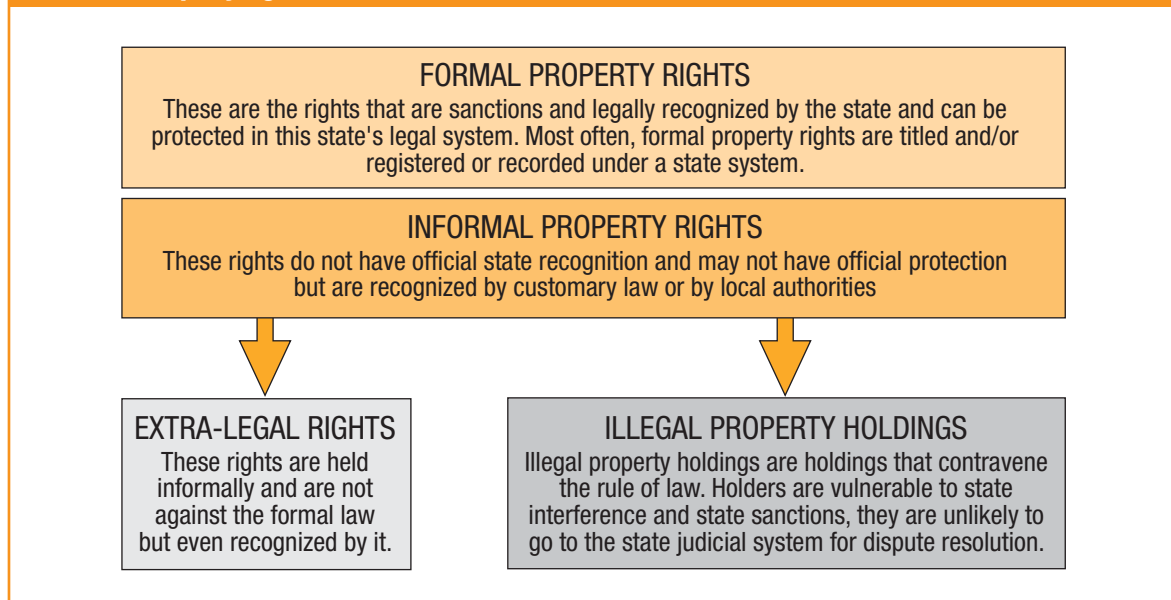 FORMAL PROPERTY RIGHTS
These are the rights that are sanctions and legally recognized by the state and can be
protected in this state's legal system. Most often, formal property rights are titled and/or
registered or recorded under a state system.
INFORMAL PROPERTY RIGHTS
These rights do not have official state recognition and may not have official protection
but are recognized by customary law or by local authorities
EXTRA-LEGAL RIGHTS
These rights are held
informally and are not
against the formal law
but even recognized by it.
ILLEGAL PROPERTY HOLDINGS
Illegal property holdings are holdings that contravene
the rule of law. Holders are vulnerable to state
interference and state sanctions, they are unlikely to
go to the state judicial system for dispute resolution.